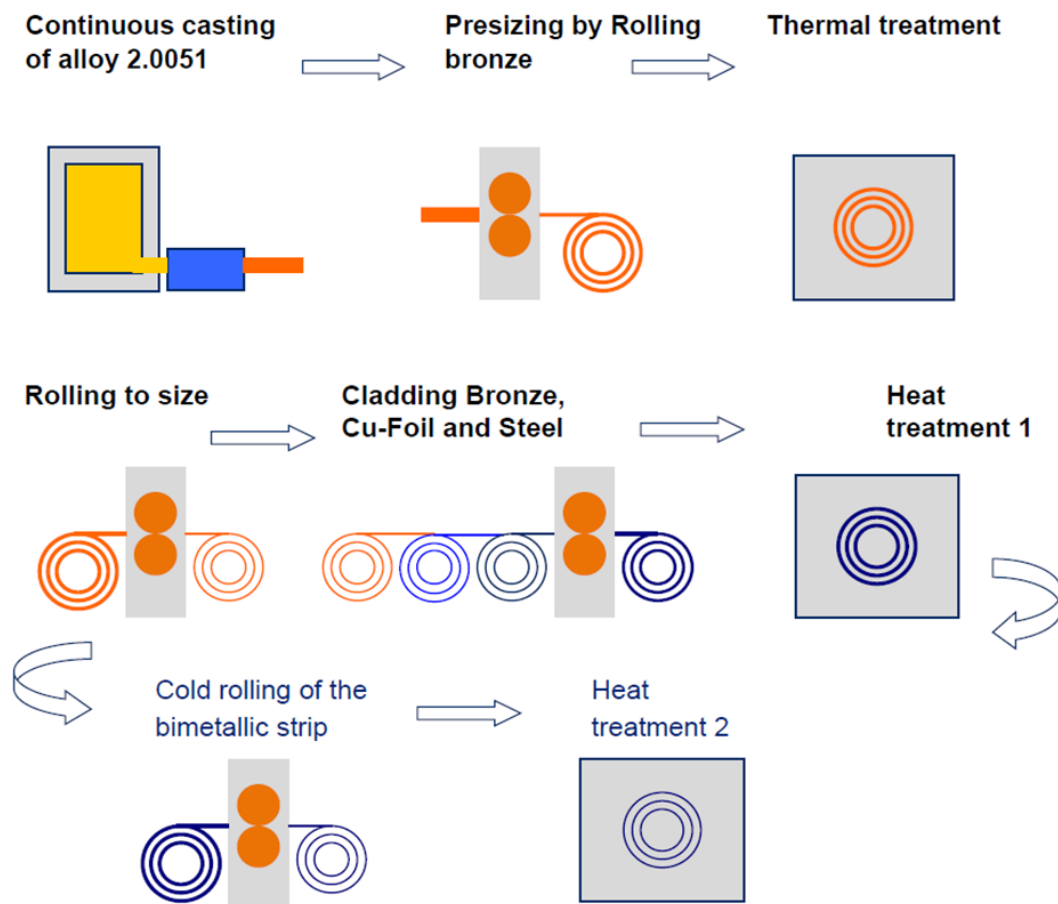 Continuous casting
of alloy 2.0051
Presizing by Rolling
bronze
Thermal treatment
Rolling to size
Cladding Bronze,
Cu-Foil and Steel
Heat
treatment 1
Cold rolling of the
bimetallic strip
Heat
treatment 2